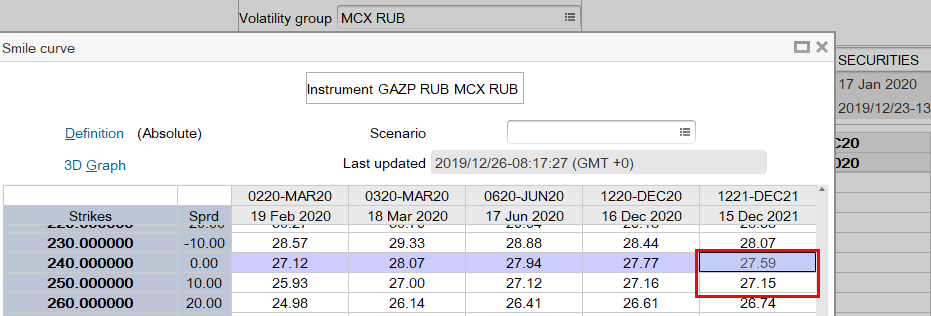 Volatility group MCX RUB
Smile curve
SECURITIES
Instrument GAZP RUB MCX RUB
17 Jan 2020
2019/12/23-13
Definition (Absolute) Scenario
C20
3D Graph Last updated 2019/12/26-08:17:27 (GMT +0)
020
0220-MAR20 0320-MAR20 0620-JUN20 1220-DEC20 1221-DEC21
Strikes Sprd 19 Feb 2020 18 Mar 2020 17 Jun 2020 16 Dec 2020 15 Dec 2021
230.000000 -10.00 28.57 29.33 28.88 28.44 28.07
240.000000 0.00 27.12 28.07 27.94 27.77 27.59
250.000000 10.00 25.93 27.00 27.12 27.16 27.15
260.000000 20.00 24.98 26.14 26.41 26.61 26.74